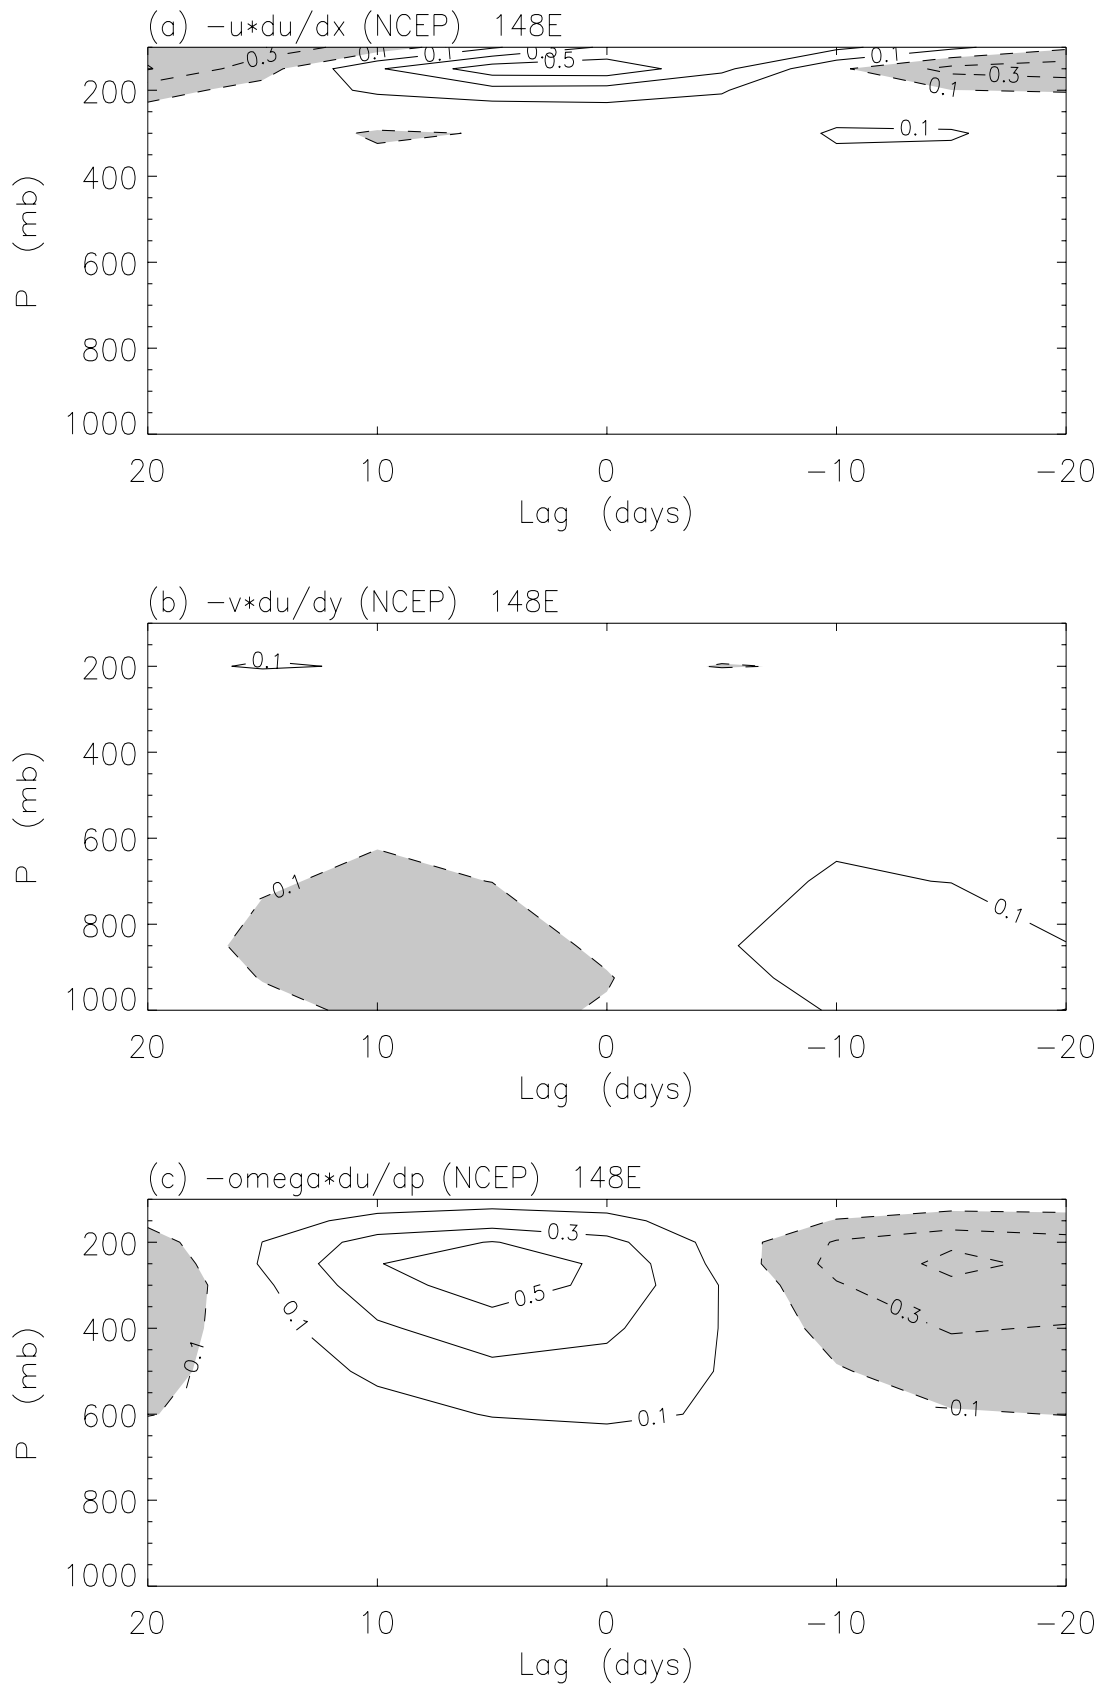 (a) −u*du/dx (NCEP) 148E
0.3 0.1 0.1 0.3 0.5 0.1
−0.3
0.1
0.1
200
400
600
800
1000
P (mb)
20 10 0 −10 −20
Lag (days)
(b) −v*du/dy (NCEP) 148E
0.1
0.1
0.1
200
400
600
800
1000
P (mb)
20 10 0 −10 −20
Lag (days)
(c) −omega*du/dp (NCEP) 148E
0.3
0.5
0.1
0.3
−0.1
0.1
−0.1
200
400
600
800
1000
P (mb)
20 10 0 −10 −20
Lag (days)